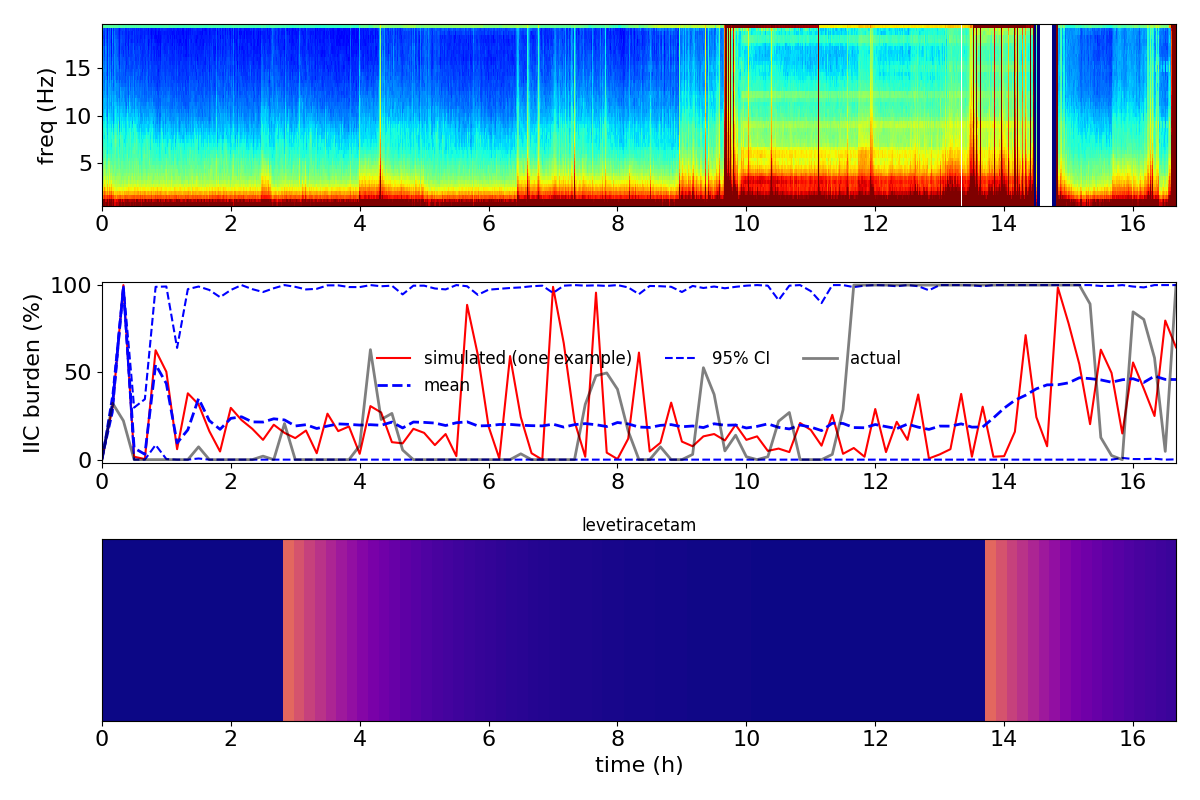 freq (Hz)
15
10
5
0 2 4 6 8 10 12 14 16
IIC burden (%)
100
50
0
simulated (one example) 95% CI actual
mean
0 2 4 6 8 10 12 14 16
levetiracetam
0 2 4 6 8 10 12 14 16
time (h)